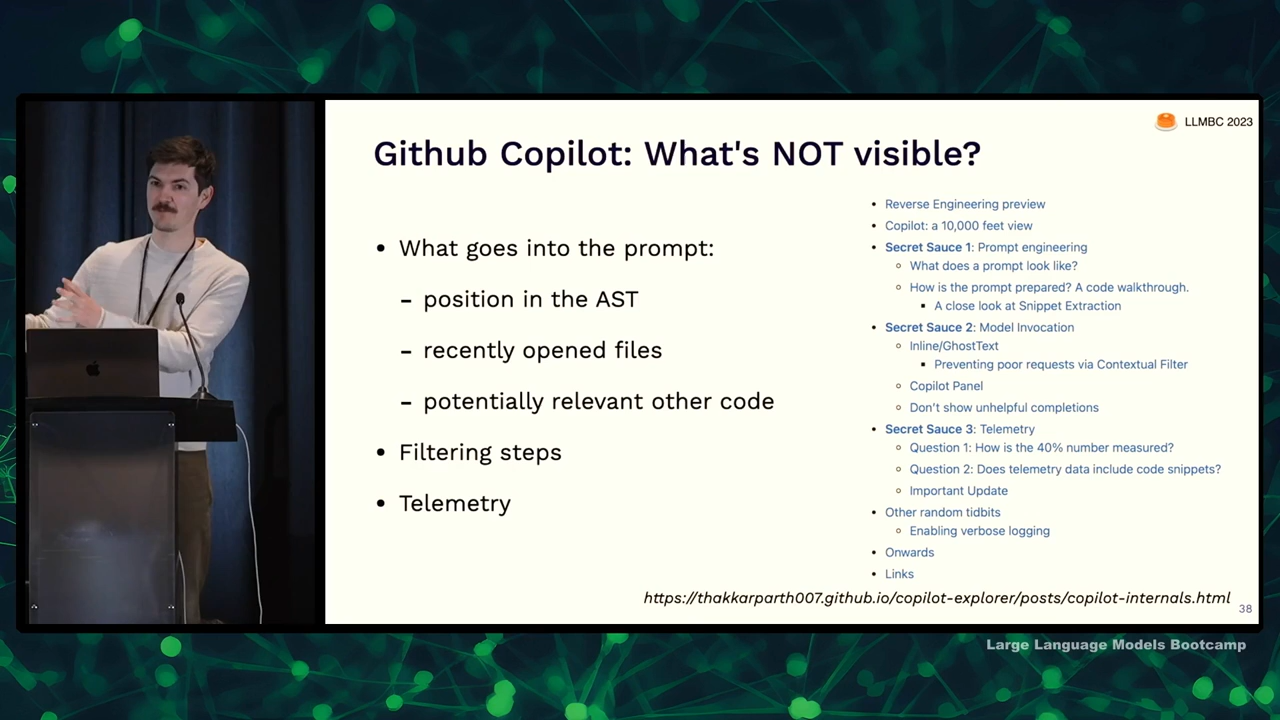 LLMBC 2023
Github Copilot: What's NOT visible?
• What goes into the prompt:
– position in the AST
– recently opened files
– potentially relevant other code
• Filtering steps
• Telemetry
• Reverse Engineering preview
• Copilot: a 10,000 feet view
• Secret Sauce 1: Prompt engineering
◦ What does a prompt look like?
◦ How is the prompt prepared? A code walkthrough.
▪ A close look at Snippet Extraction
• Secret Sauce 2: Model Invocation
◦ Inline/GhostText
▪ Preventing poor requests via Contextual Filter
◦ Copilot Panel
◦ Don’t show unhelpful completions
• Secret Sauce 3: Telemetry
◦ Question 1: How is the 40% number measured?
◦ Question 2: Does telemetry data include code snippets?
◦ Important Update
• Other random tidbits
◦ Enabling verbose logging
• Onwards
• Links
https://thakkarparth007.github.io/copilot-explorer/posts/copilot-internals.html
38
Large Language Models Bootcamp